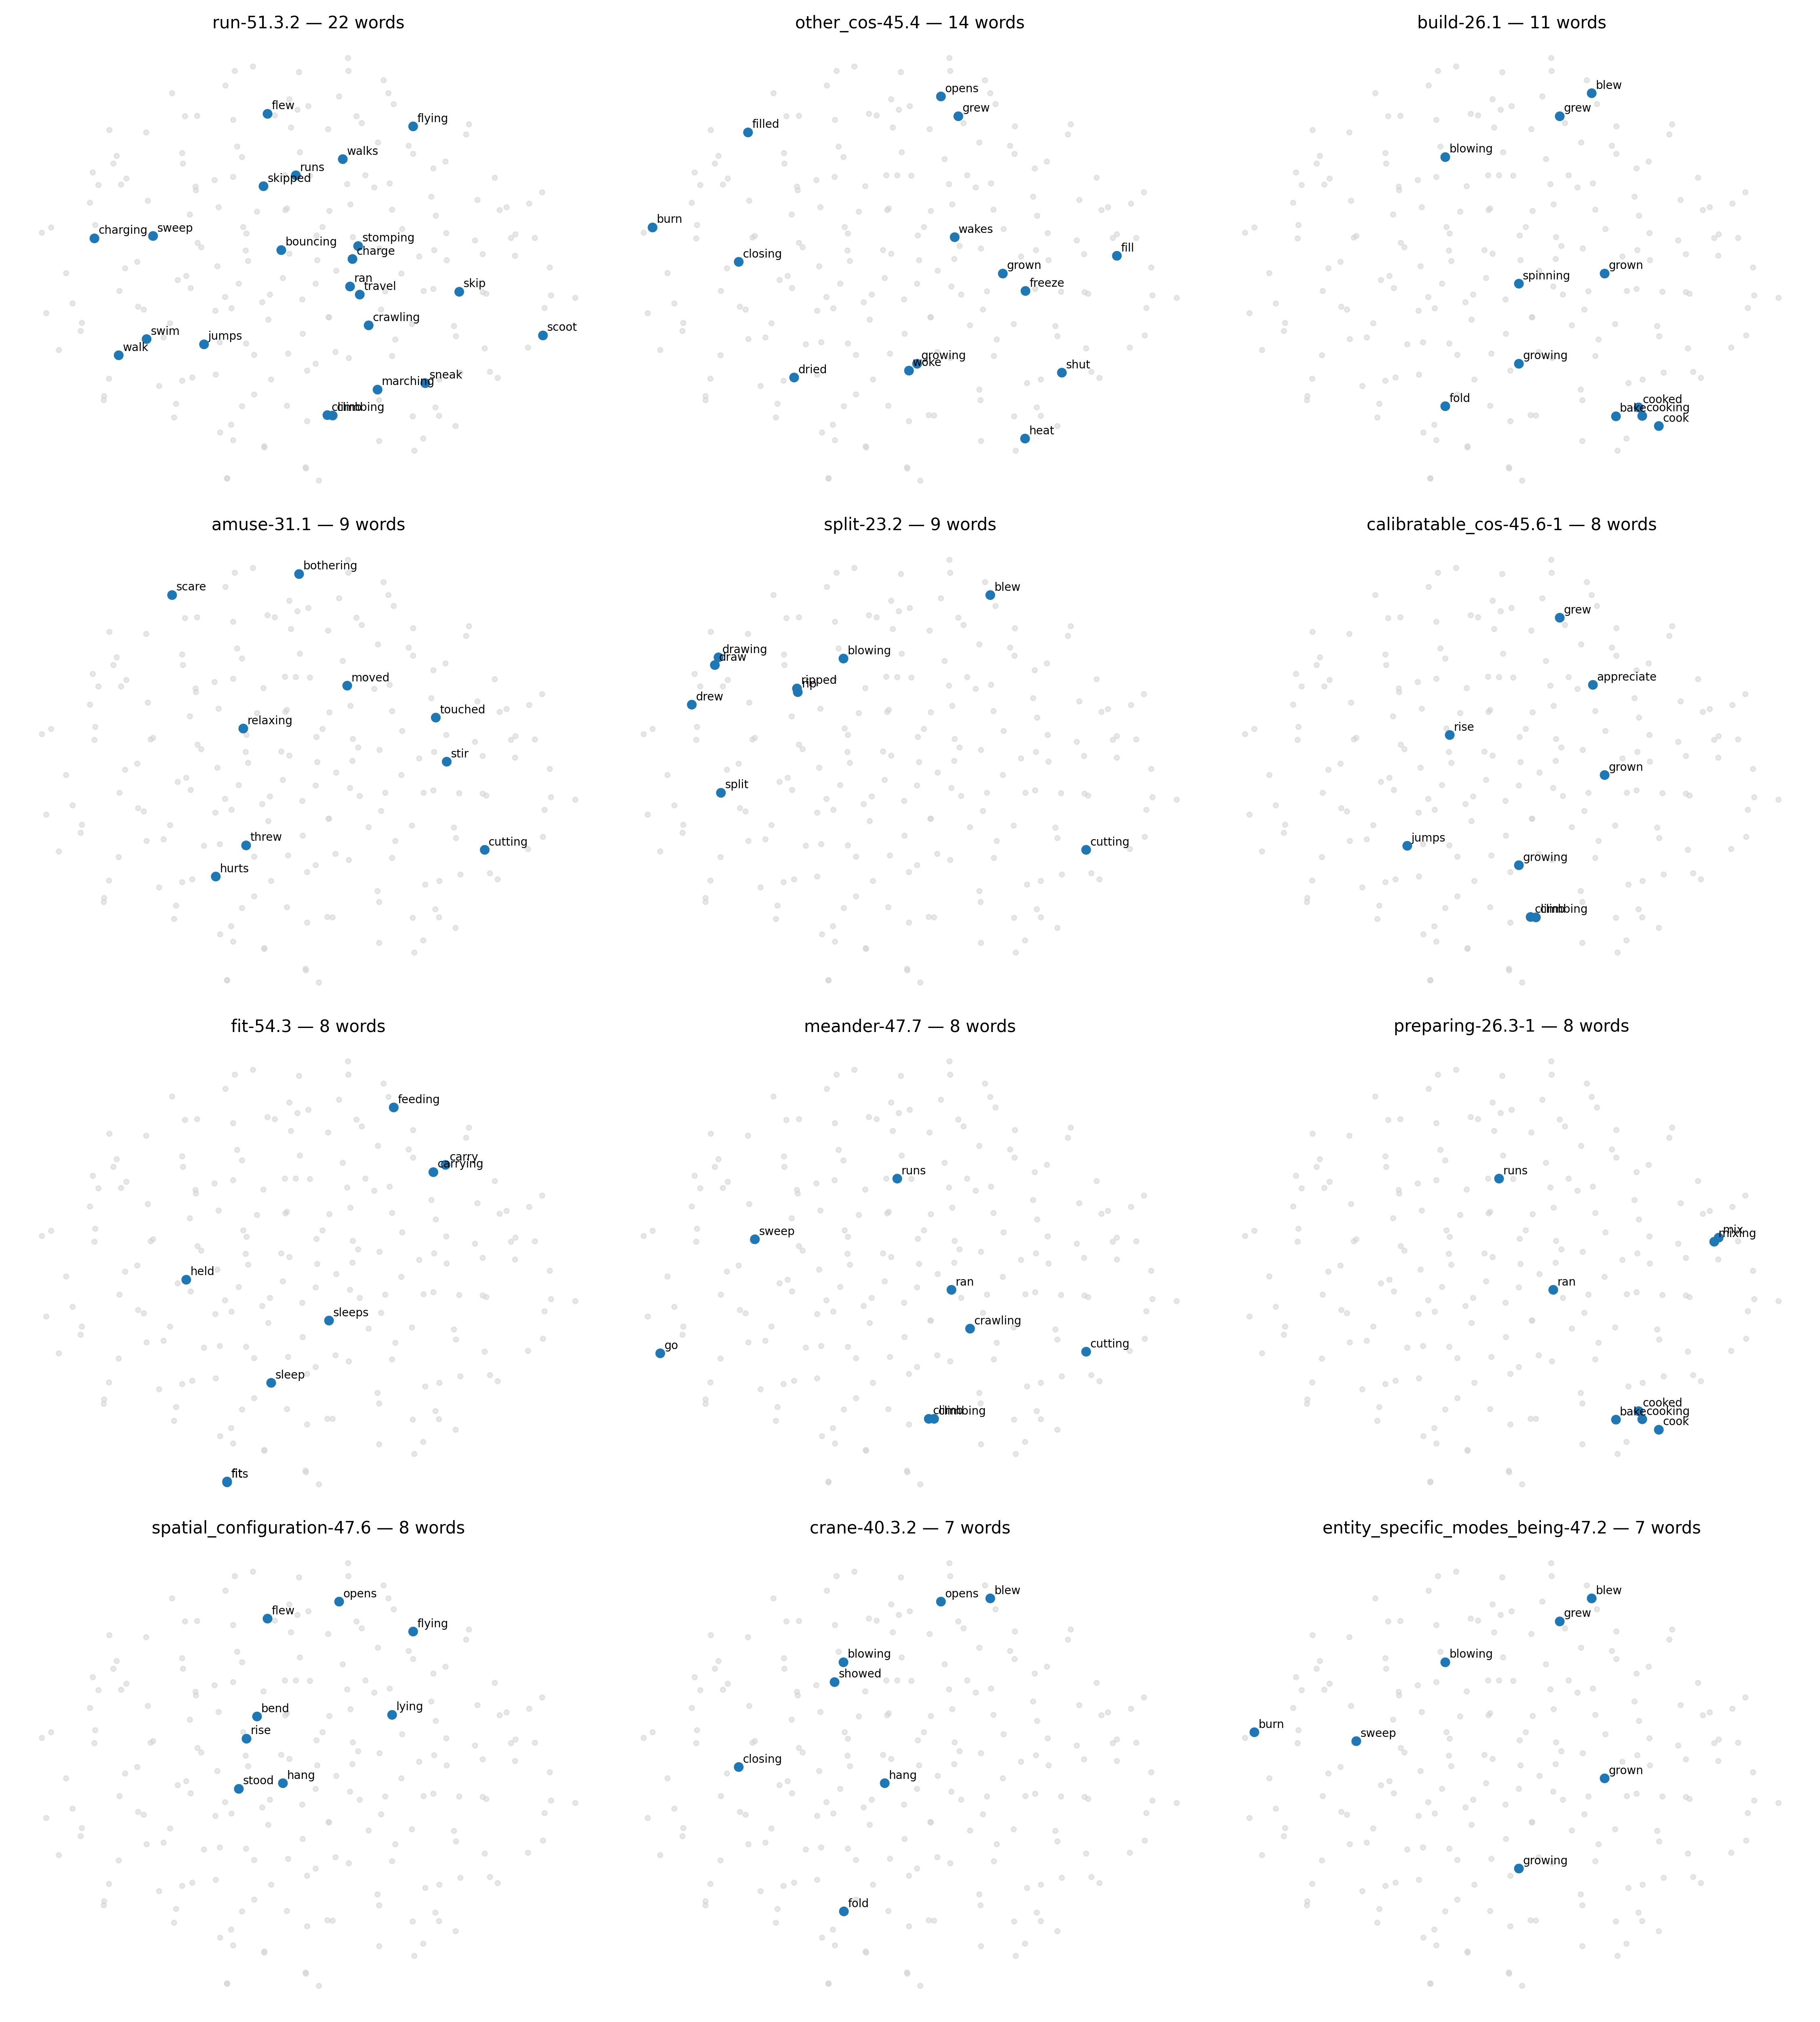 run-51.3.2 — 22 words
flew
flying
walks
runs
skipped
charging
sweep
bouncing
stomping
charge
ran
travel
skip
crawling
scoot
swim
walk
jumps
marching
sneak
climb
climbing
other_cos-45.4 — 14 words
opens
grew
filled
burn
closing
wakes
fill
grown
freeze
growing
woke
dried
shut
heat
build-26.1 — 11 words
blew
grew
blowing
grown
spinning
growing
fold
cooked
bake
cooking
cook
amuse-31.1 — 9 words
bothering
scare
moved
touched
relaxing
stir
threw
cutting
hurts
split-23.2 — 9 words
blew
drawing
draw
blowing
ripped
rip
drew
split
cutting
calibratable_cos-45.6-1 — 8 words
grew
appreciate
rise
grown
jumps
growing
climb
climbing
fit-54.3 — 8 words
feeding
carry
carrying
held
sleeps
sleep
fits
meander-47.7 — 8 words
runs
sweep
ran
crawling
go
cutting
climb
climbing
preparing-26.3-1 — 8 words
runs
mix
mixing
ran
cooked
bake
cooking
cook
spatial_configuration-47.6 — 8 words
opens
flew
flying
bend
lying
rise
stood
hang
crane-40.3.2 — 7 words
opens
blew
blowing
showed
closing
hang
fold
entity_specific_modes_being-47.2 — 7 words
blew
grew
blowing
burn
sweep
grown
growing